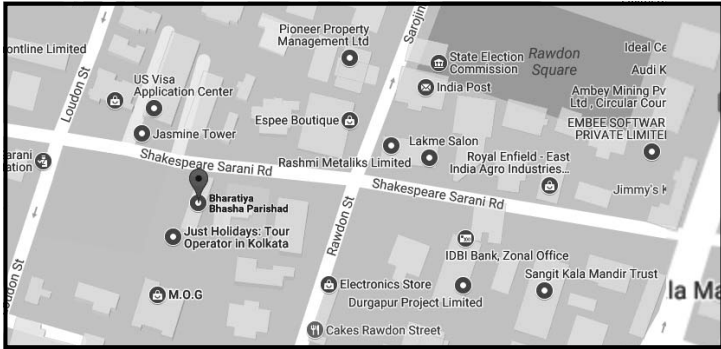 Pioneer Property
Management Ltd
Sarojin
Ideal Ce
rontline Limited
State Election
Commission
Rawdon
Square
Audi K
Loudon St
US Visa
Application Center
India Post
Ambey Mining Pv
Ltd , Circular Cour
Espee Boutique
EMBEE SOFTWAR
PRIVATE LIMITE
Jasmine Tower
Lakme Salon
arani
ation
Shakespeare Sarani Rd
Rashmi Metaliks Limited
Royal Enfield - East
India Agro Industries...
Shakespeare Sarani Rd
Jimmy's K
Bharatiya
Bhasha Parishad
Rawdon St
Just Holidays: Tour
Operator in Kolkata
IDBI Bank, Zonal Office
Loudon St
Sangit Kala Mandir Trust
M.O.G
Electronics Store
la Ma
Durgapur Project Limited
Cakes Rawdon Street